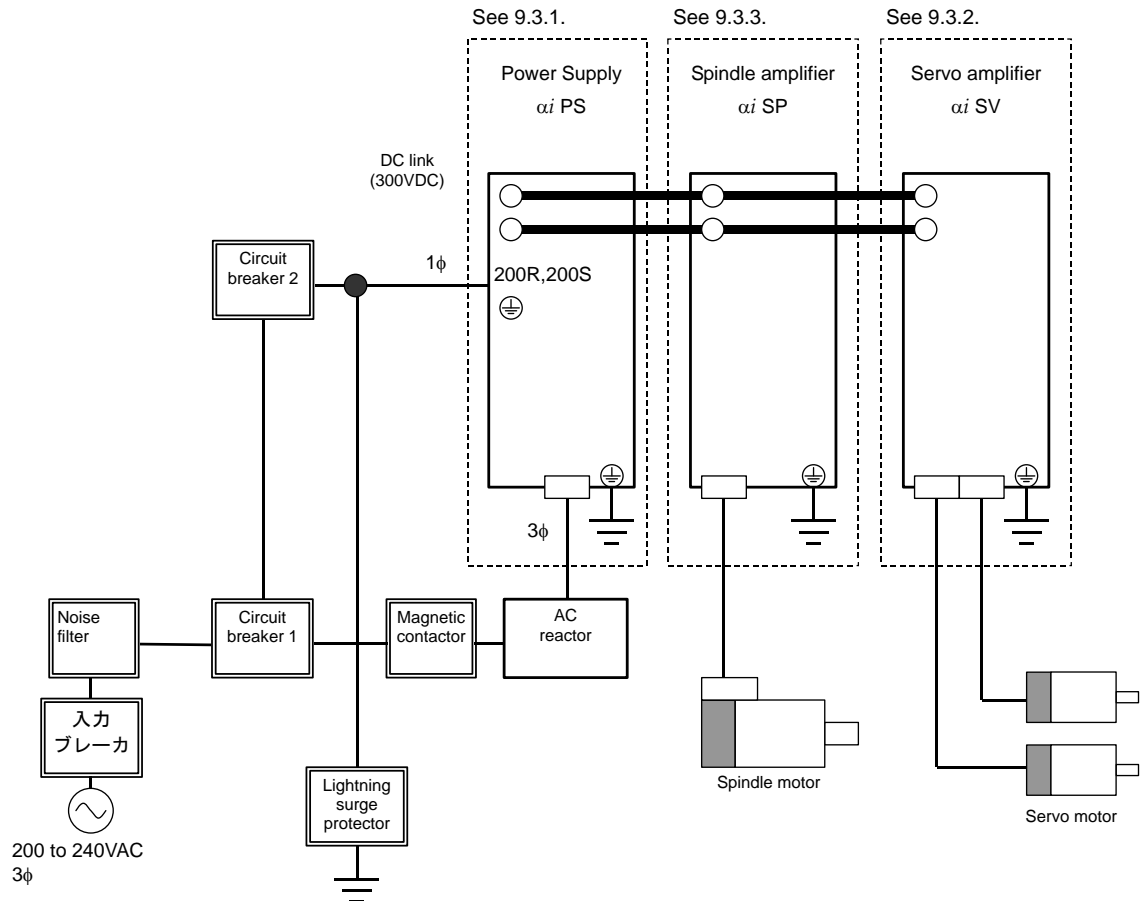 See 9.3.1.
See 9.3.3.
See 9.3.2.
Power Supply
αi PS
Spindle amplifier
αi SP
Servo amplifier
αi SV
DC link
(300VDC)
Circuit
breaker 2
1ϕ
200R,200S
3ϕ
Noise
filter
Circuit
breaker 1
Magnetic
contactor
AC
reactor
入力
ブレーカ
Lightning
surge
protector
Spindle motor
Servo motor
200 to 240VAC
3ϕ